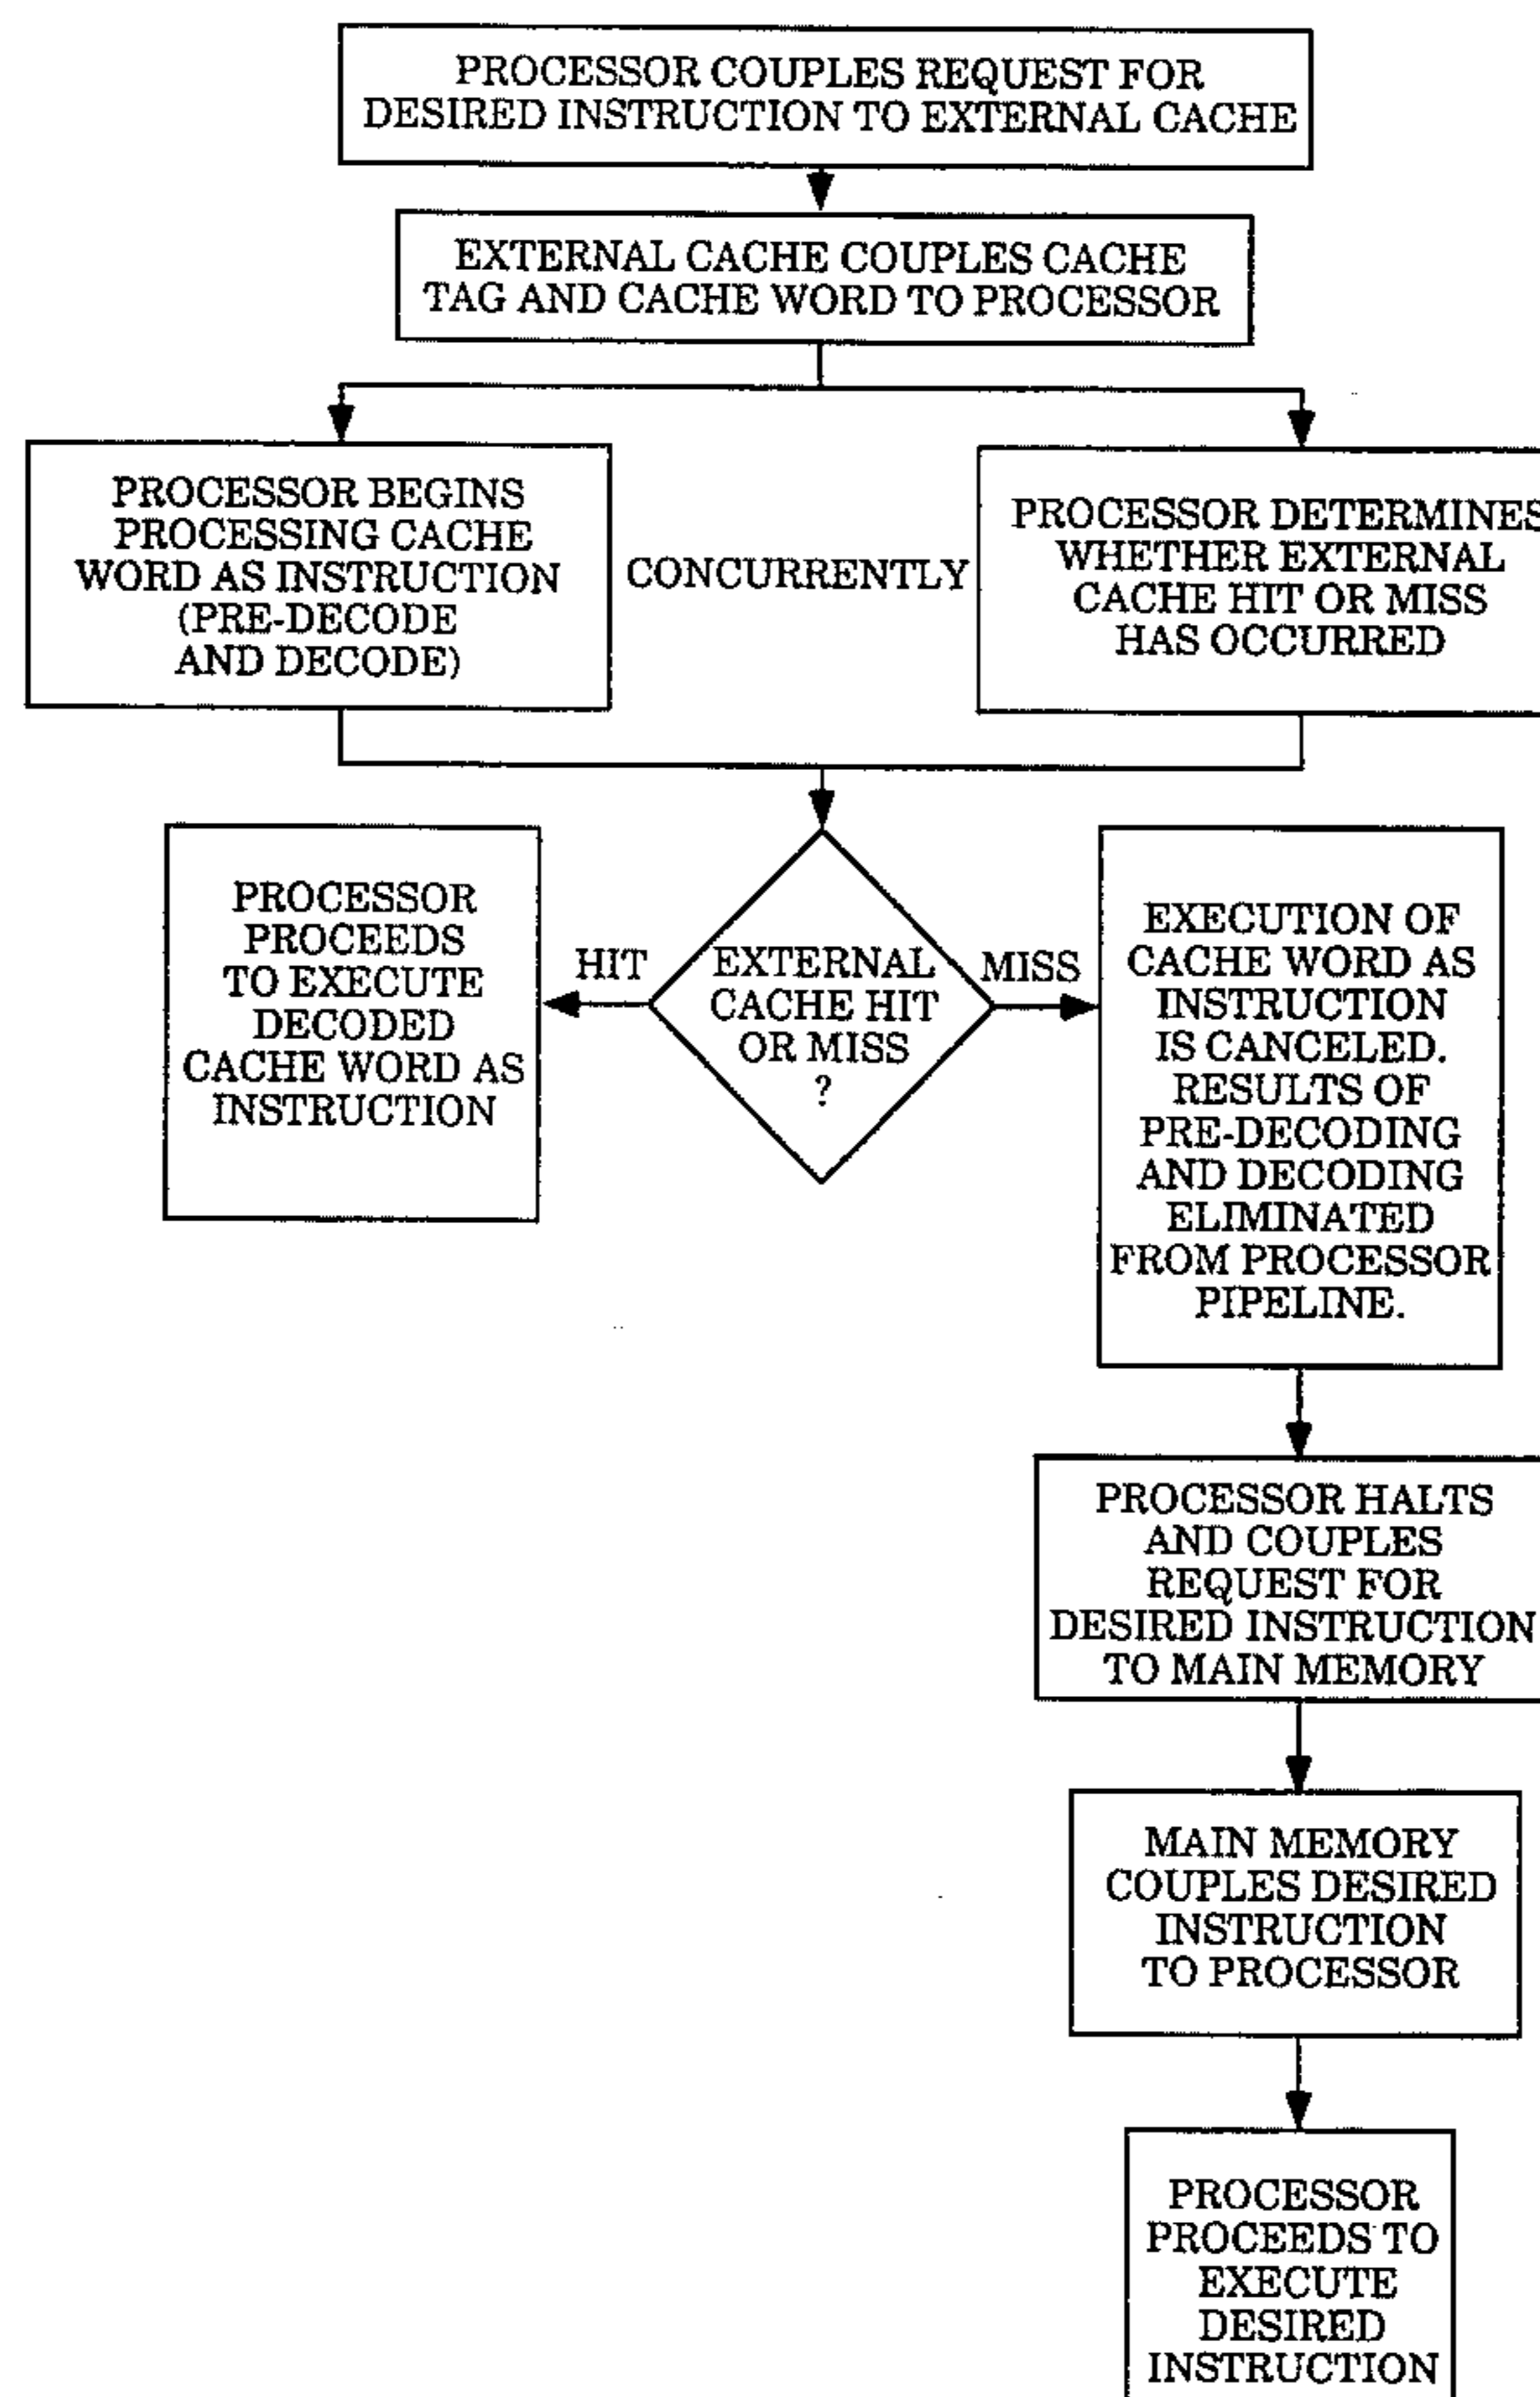 PROCESSOR COUPLES REQUEST FOR
DESIRED INSTRUCTION TO EXTERNAL CACHE
EXTERNAL CACHE COUPLES CACHE
TAG AND CACHE WORD TO PROCESSOR
PROCESSOR BEGINS
PROCESSING CACHE
WORD AS INSTRUCTION
(PRE-DECODE
AND DECODE)
CONCURRENTLY
PROCESSOR DETERMINES
WHETHER EXTERNAL
CACHE HIT OR MISS
HAS OCCURRED
PROCESSOR
PROCEEDS
TO EXECUTE
DECODED
CACHE WORD AS
INSTRUCTION
HIT
EXTERNAL
CACHE HIT
OR MISS
?
MISS
EXECUTION OF
CACHE WORD AS
INSTRUCTION
IS CANCELED.
RESULTS OF
PRE-DECODING
AND DECODING
ELIMINATED
FROM PROCESSOR
PIPELINE.
PROCESSOR HALTS
AND COUPLES
REQUEST FOR
DESIRED INSTRUCTION
TO MAIN MEMORY
MAIN MEMORY
COUPLES DESIRED
INSTRUCTION
TO PROCESSOR
PROCESSOR
PROCEEDS TO
EXECUTE
DESIRED
INSTRUCTION